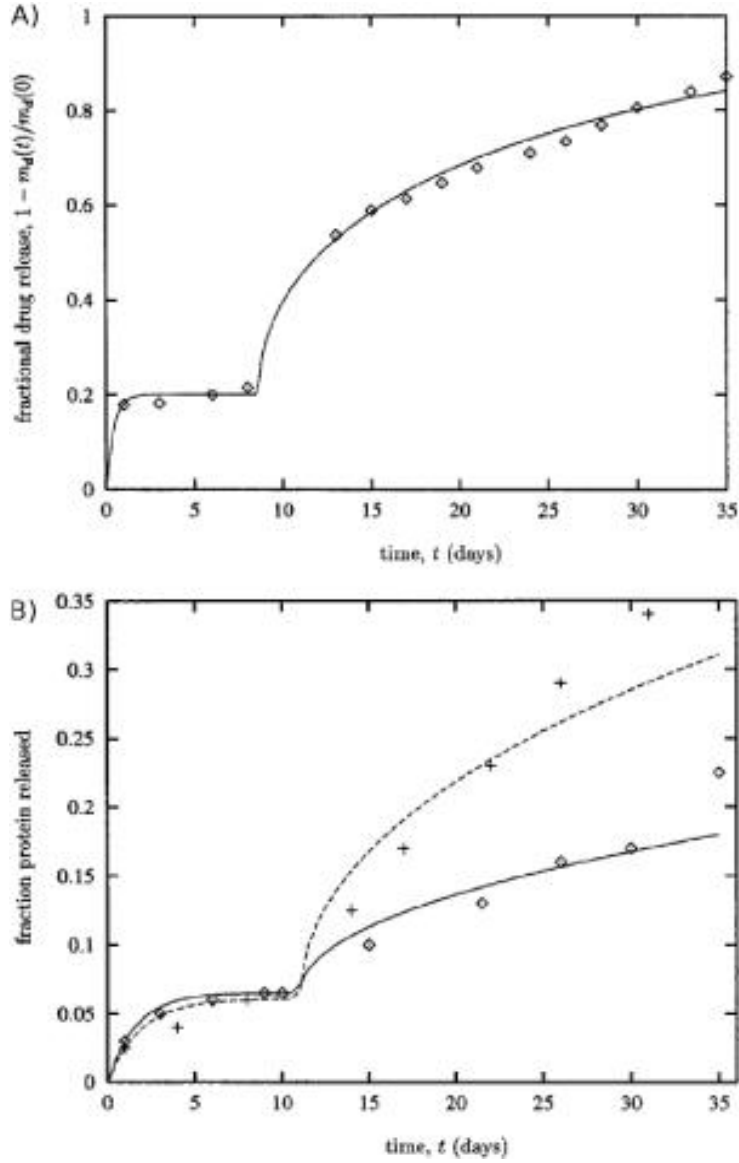 A)
1
0.8
0.6
0.4
0.2
0
fractional drug release, 1 − m_d(t)/m_d(0)
0 5 10 15 20 25 30 35
time, t (days)
B)
0.35
0.3
0.25
0.2
0.15
0.1
0.05
0
fraction protein released
0 5 10 15 20 25 30 35
time, t (days)